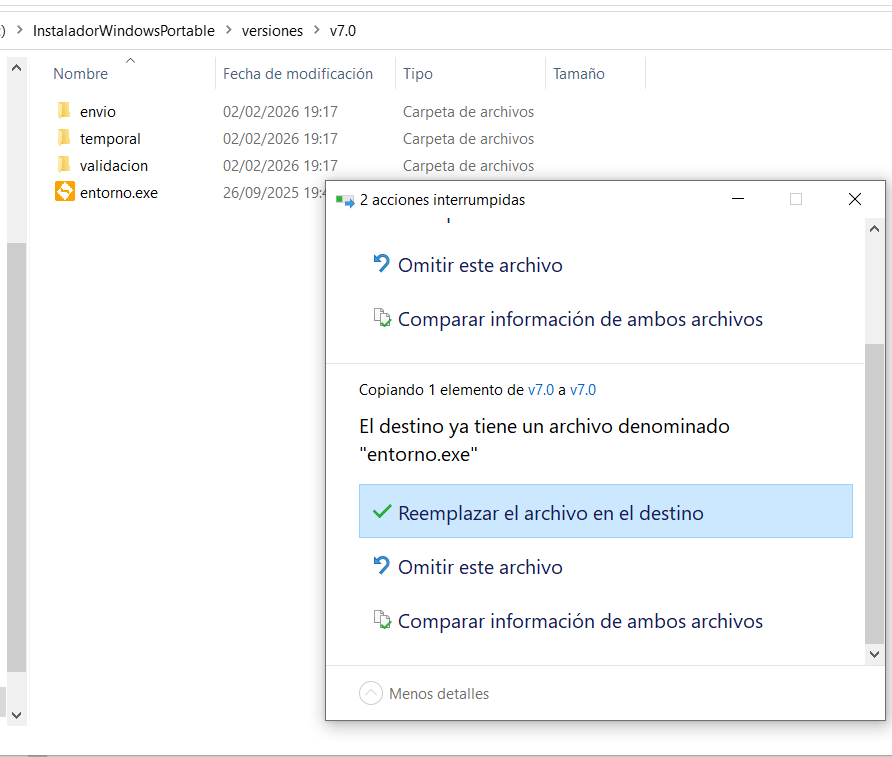 InstaladorWindowsPortable > versiones > v7.0
Nombre Fecha de modificación Tipo Tamaño
envio 02/02/2026 19:17 Carpeta de archivos
temporal 02/02/2026 19:17 Carpeta de archivos
validacion 02/02/2026 19:17 Carpeta de archivos
entorno.exe 26/09/2025 19:4
2 acciones interrumpidas
Omitir este archivo
Comparar información de ambos archivos
Copiando 1 elemento de v7.0 a v7.0
El destino ya tiene un archivo denominado
"entorno.exe"
Reemplazar el archivo en el destino
Omitir este archivo
Comparar información de ambos archivos
Menos detalles